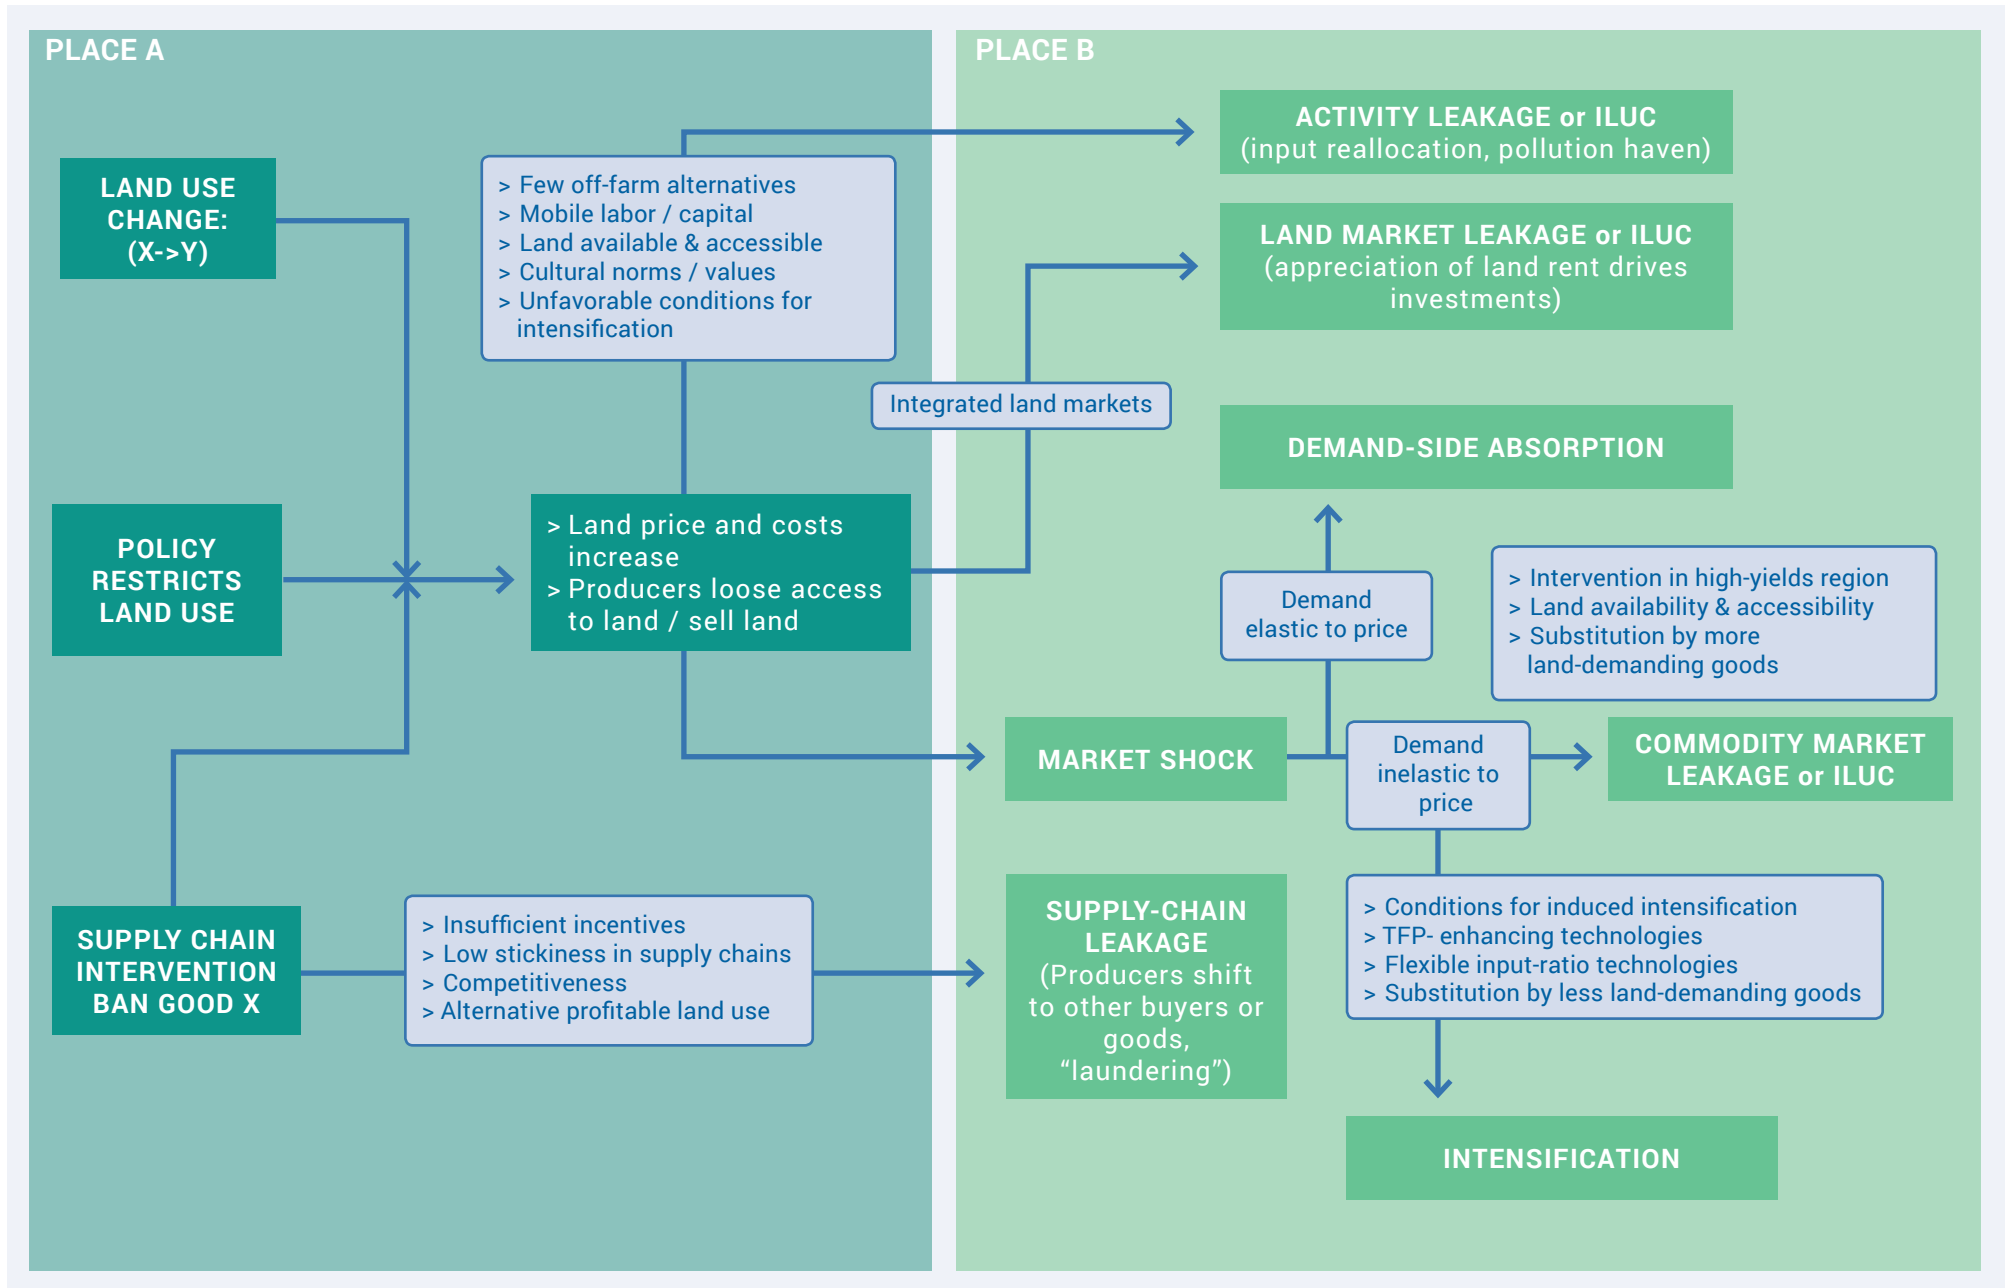 PLACE A
LAND USE
CHANGE:
(X->Y)
POLICY
RESTRICTS
LAND USE
SUPPLY CHAIN
INTERVENTION
BAN GOOD X
> Few off-farm alternatives
> Mobile labor / capital
> Land available & accessible
> Cultural norms / values
> Unfavorable conditions for
intensification
> Land price and costs
increase
> Producers loose access
to land / sell land
> Insufficient incentives
> Low stickiness in supply chains
> Competitiveness
> Alternative profitable land use
Integrated land markets
PLACE B
ACTIVITY LEAKAGE or ILUC
(input reallocation, pollution haven)
LAND MARKET LEAKAGE or ILUC
(appreciation of land rent drives
investments)
DEMAND-SIDE ABSORPTION
Demand
elastic to price
> Intervention in high-yields region
> Land availability & accessibility
> Substitution by more
land-demanding goods
MARKET SHOCK
Demand
inelastic to
price
COMMODITY MARKET
LEAKAGE or ILUC
SUPPLY-CHAIN
LEAKAGE
(Producers shift
to other buyers or
goods,
“laundering”)
> Conditions for induced intensification
> TFP- enhancing technologies
> Flexible input-ratio technologies
> Substitution by less land-demanding goods
INTENSIFICATION